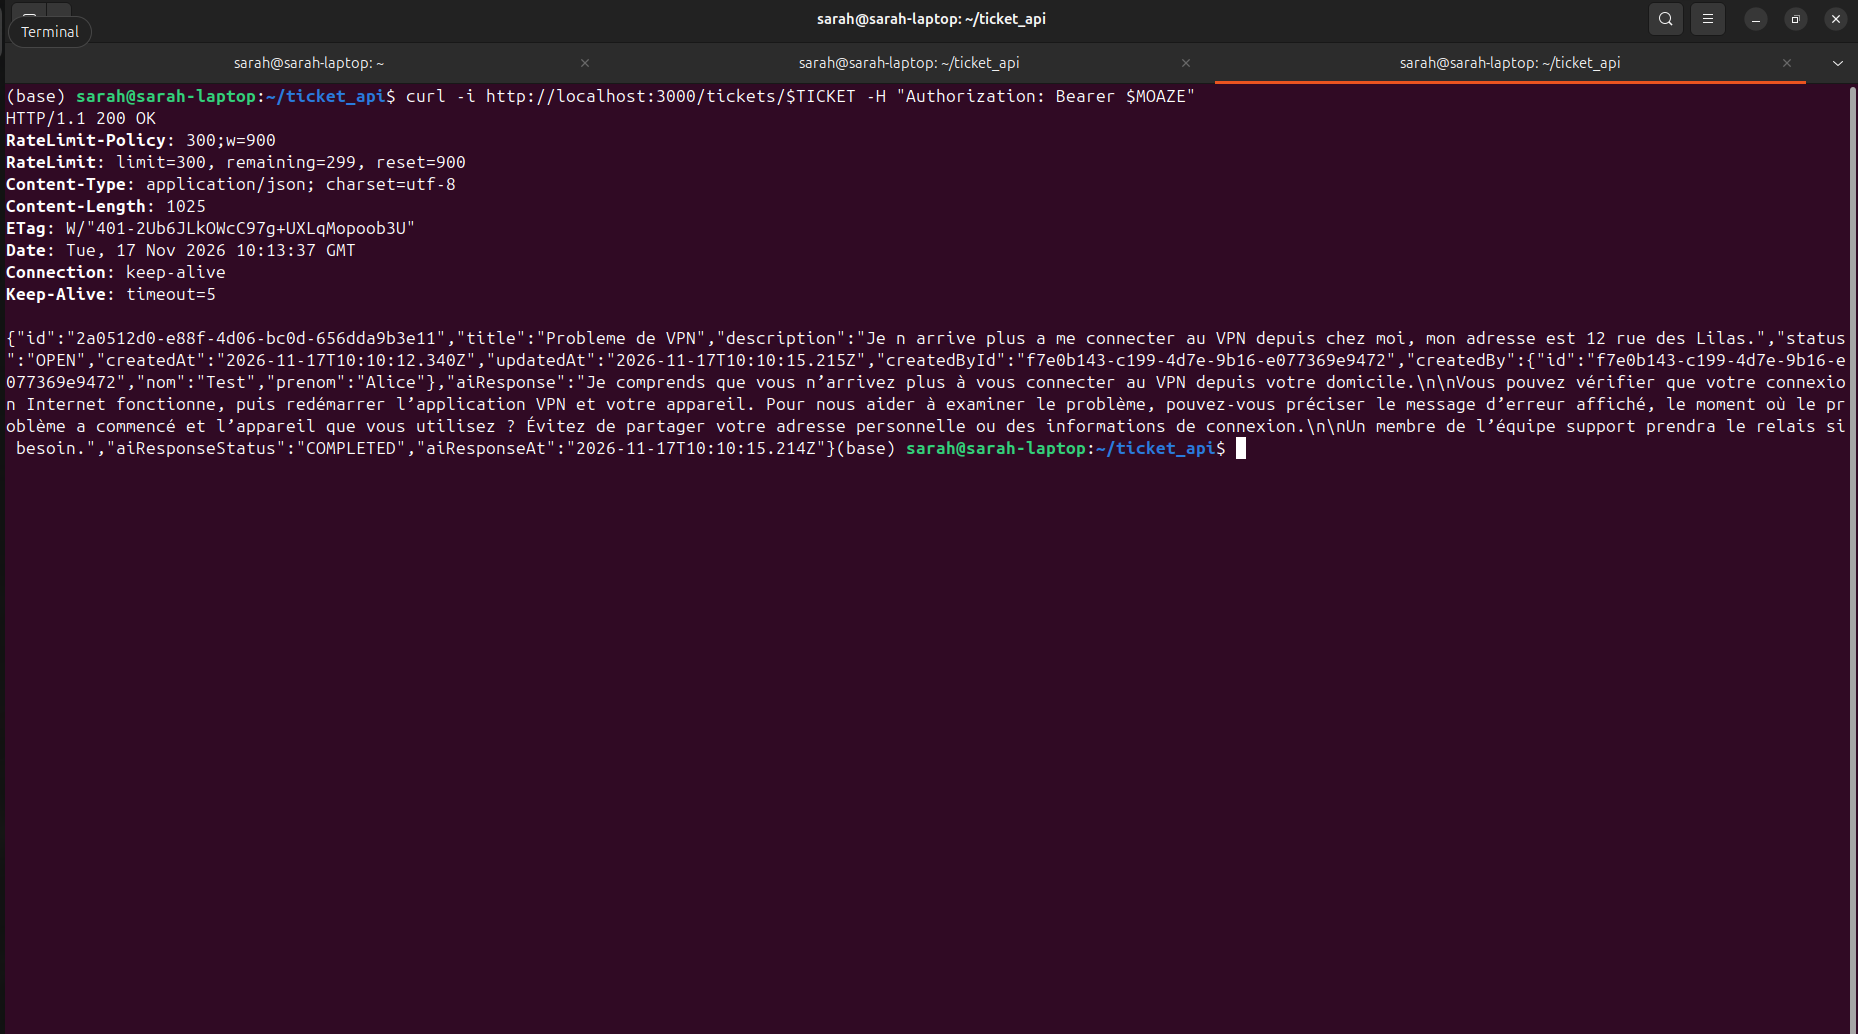 sarah@sarah-laptop: ~/ticket_api
Terminal
sarah@sarah-laptop: ~
sarah@sarah-laptop: ~/ticket_api
sarah@sarah-laptop: ~/ticket_api
(base) sarah@sarah-laptop:~/ticket_api$ curl -i http://localhost:3000/tickets/$TICKET -H "Authorization: Bearer $MOAZE"
HTTP/1.1 200 OK
RateLimit-Policy: 300;w=900
RateLimit: limit=300, remaining=299, reset=900
Content-Type: application/json; charset=utf-8
Content-Length: 1025
ETag: W/"401-2Ub6JLkOWcC97g+UXLqMopoob3U"
Date: Tue, 17 Nov 2026 10:13:37 GMT
Connection: keep-alive
Keep-Alive: timeout=5
{"id":"2a0512d0-e88f-4d06-bc0d-656dda9b3e11","title":"Probleme de VPN","description":"Je n arrive plus a me connecter au VPN depuis chez moi, mon adresse est 12 rue des Lilas.","status
":"OPEN","createdAt":"2026-11-17T10:10:12.340Z","updatedAt":"2026-11-17T10:10:15.215Z","createdById":"f7e0b143-c199-4d7e-9b16-e077369e9472","createdBy":{"id":"f7e0b143-c199-4d7e-9b16-e
077369e9472","nom":"Test","prenom":"Alice"},"aiResponse":"Je comprends que vous n’arrivez plus à vous connecter au VPN depuis votre domicile.\n\nVous pouvez vérifier que votre connexio
n Internet fonctionne, puis redémarrer l’application VPN et votre appareil. Pour nous aider à examiner le problème, pouvez-vous préciser le message d’erreur affiché, le moment où le pr
oblème a commencé et l’appareil que vous utilisez ? Évitez de partager votre adresse personnelle ou des informations de connexion.\n\nUn membre de l’équipe support prendra le relais si
besoin.","aiResponseStatus":"COMPLETED","aiResponseAt":"2026-11-17T10:10:15.214Z"}(base) sarah@sarah-laptop:~/ticket_api$